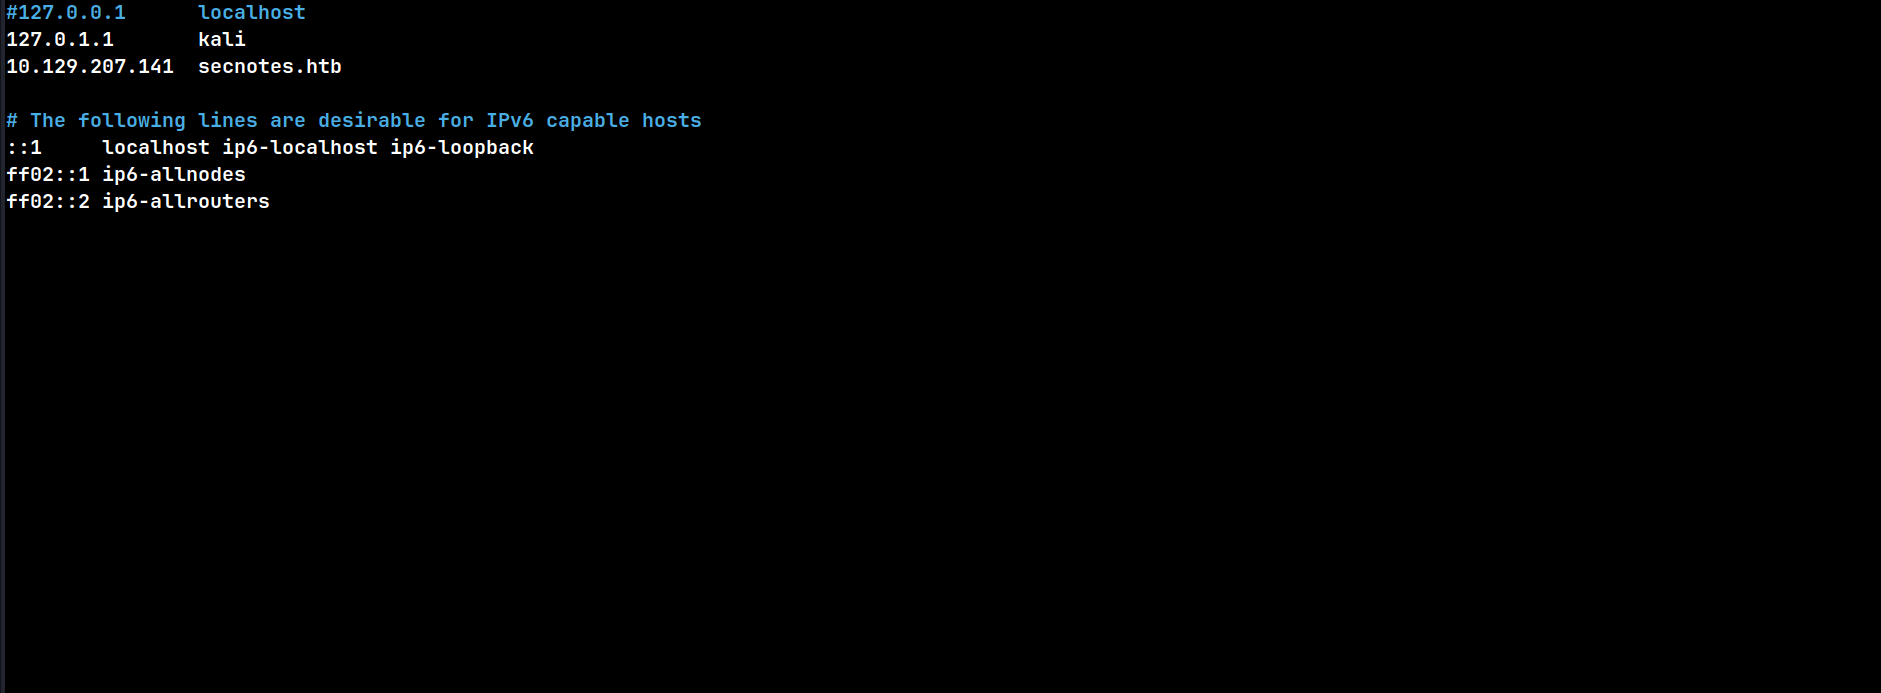 #127.0.0.1      localhost
127.0.1.1       kali
10.129.207.141  secnotes.htb

# The following lines are desirable for IPv6 capable hosts
::1     localhost ip6-localhost ip6-loopback
ff02::1 ip6-allnodes
ff02::2 ip6-allrouters